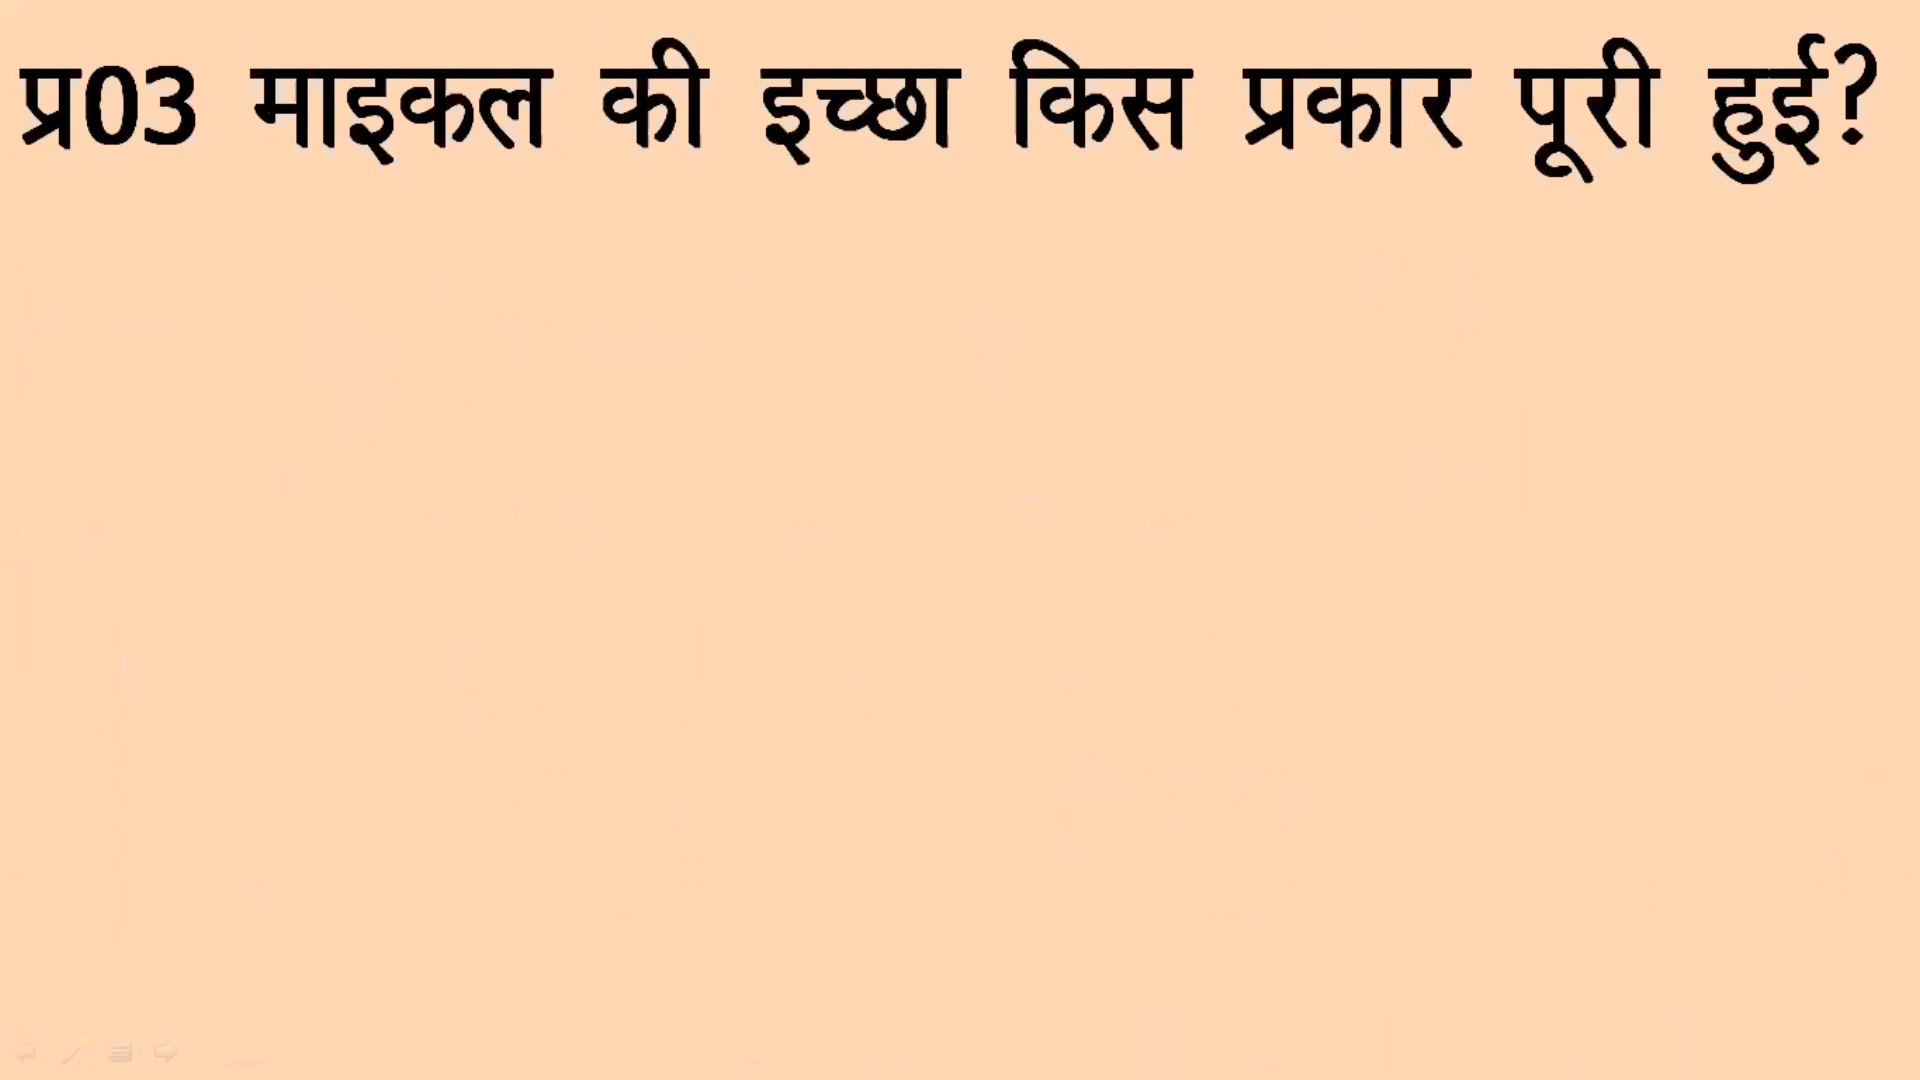 प्र03 माइकल की इच्छा किस प्रकार पूरी हुई?